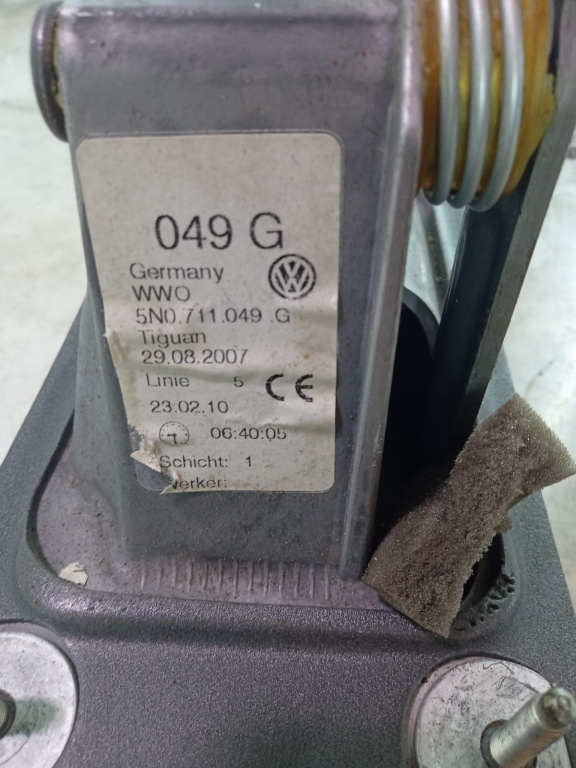 049 G
Germany
WWO
5N0.711.049 .G
Tiguan
29.08.2007
Linie 5 CE
23.02.10
06:40:05
Schicht: 1
Werker: